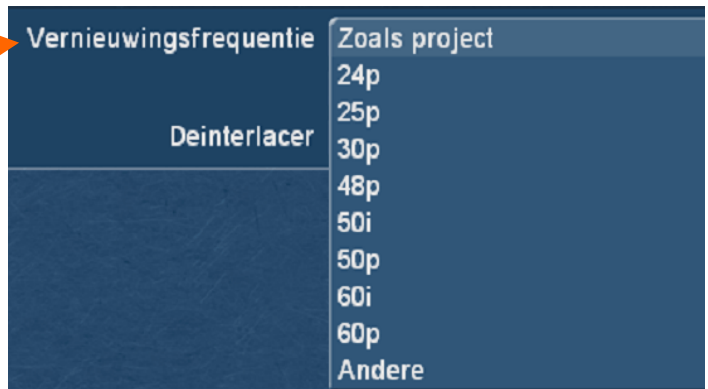 Vernieuwingsfrequentie Zoals project
24p
25p
Deinterlacer
30p
48p
50i
50p
60i
60p
Andere